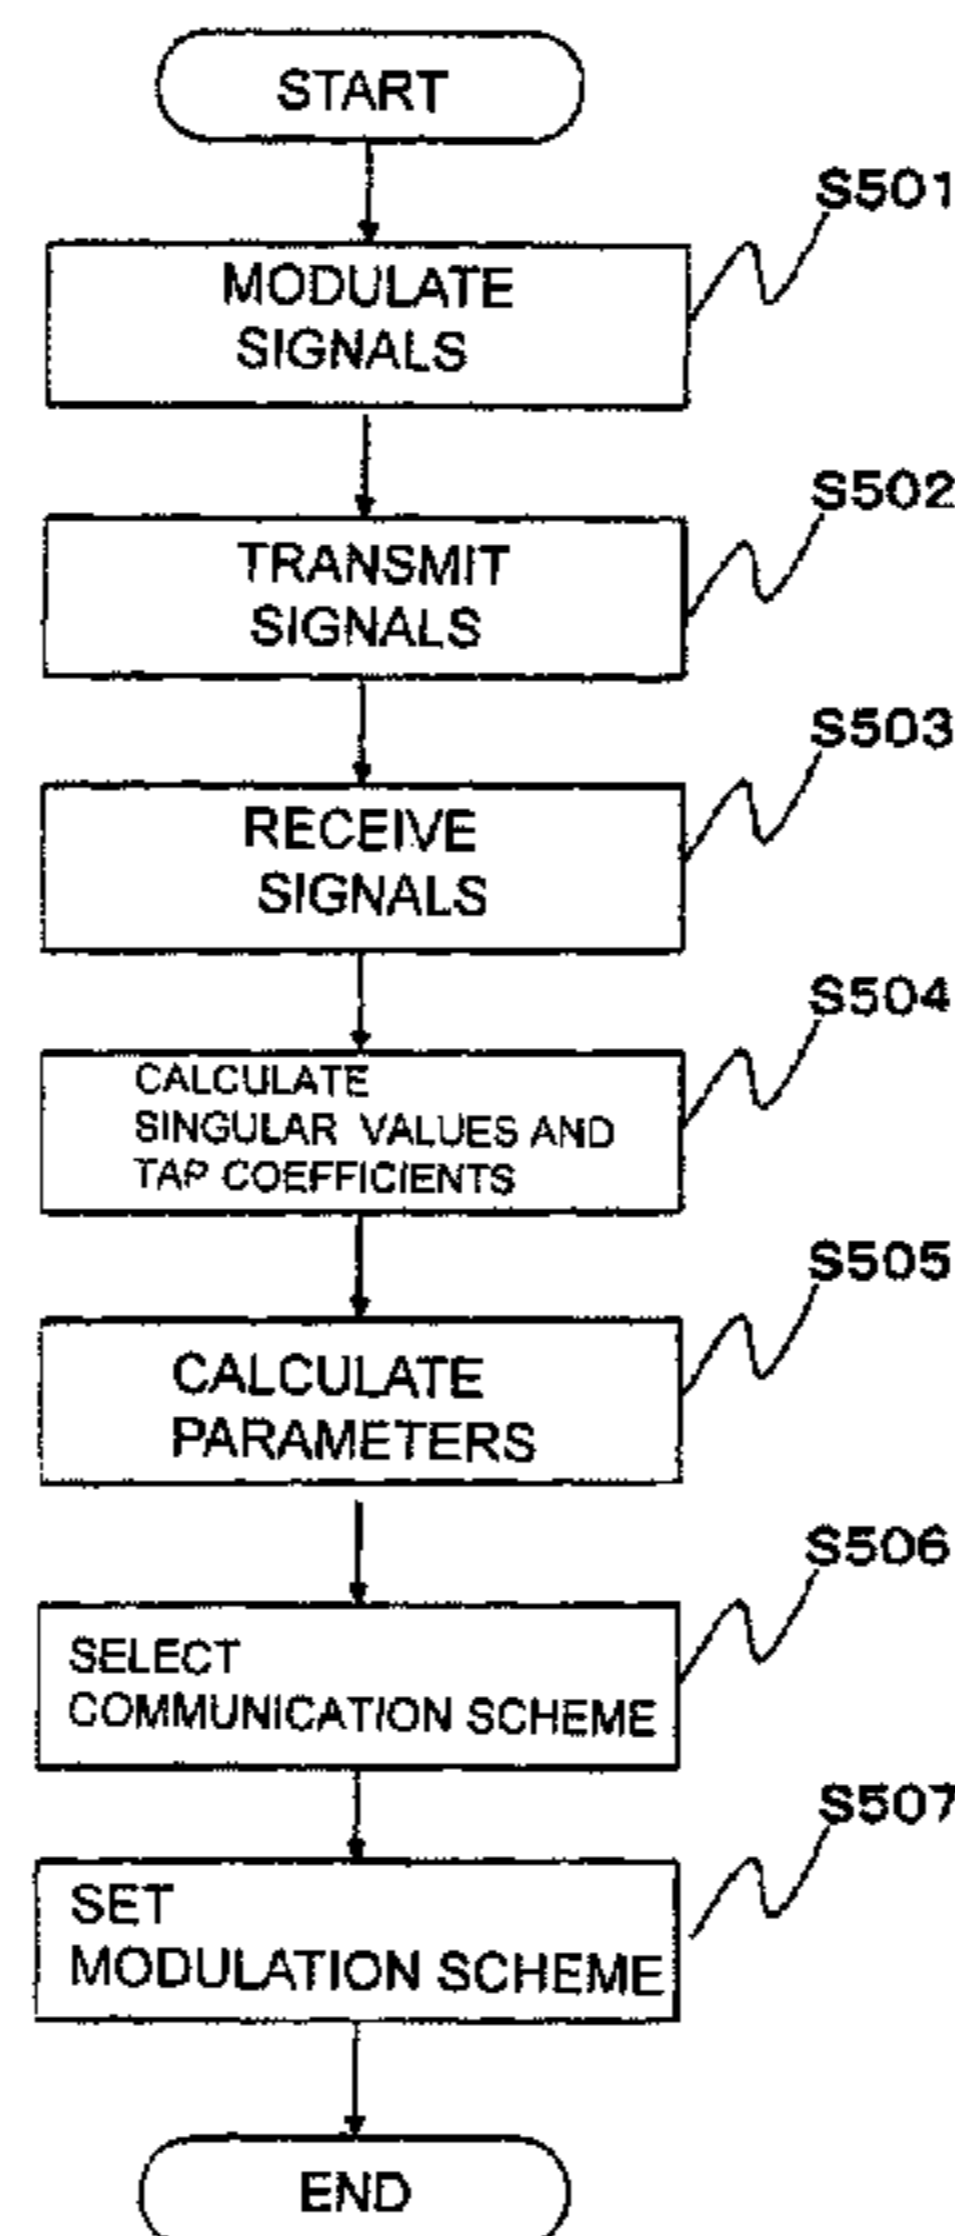 START
S501
MODULATE
SIGNALS
S502
TRANSMIT
SIGNALS
S503
RECEIVE
SIGNALS
S504
CALCULATE
SINGULAR VALUES AND
TAP COEFFICIENTS
S505
CALCULATE
PARAMETERS
S506
SELECT
COMMUNICATION SCHEME
S507
SET
MODULATION SCHEME
END